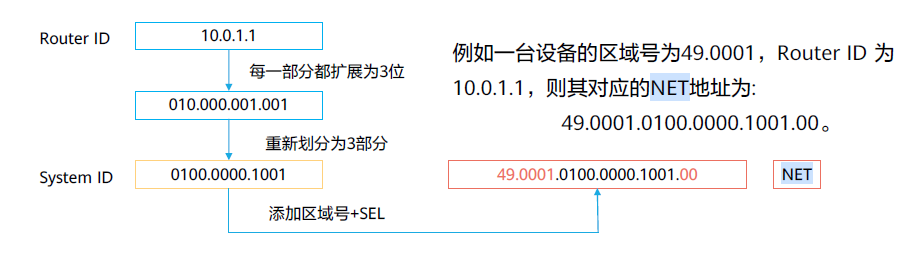 Router ID
10.0.1.1
每一部分都扩展为3位
010.000.001.001
重新划分为3部分
System ID
0100.0000.1001
添加区域号+SEL
例如一台设备的区域号为49.0001，Router ID 为
10.0.1.1，则其对应的NET地址为:
49.0001.0100.0000.1001.00。
49.0001.0100.0000.1001.00
NET